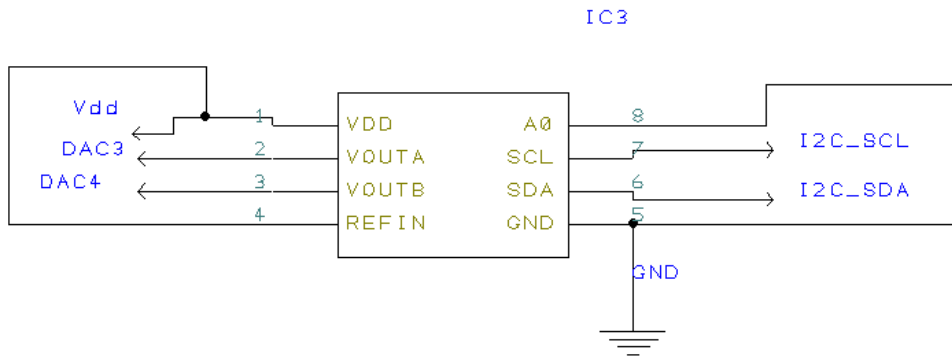 IC3
Vdd
DAC3
DAC4
1
2
3
4
VDD
VOUTA
VOUTB
REFIN
A0
SCL
SDA
GND
8
7
6
5
I2C_SCL
I2C_SDA
GND